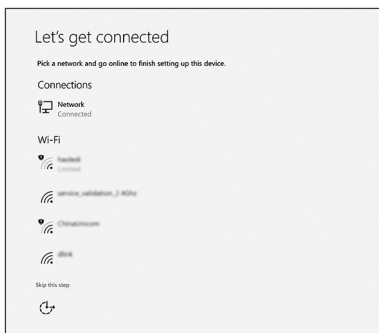 Let's get connected
Pick a network and go online to finish setting up this device.
Connections
Network
Connected
Wi-Fi
Limited
service_validation_2.4Ghz
ChinaUnicom
dlink
Skip this step